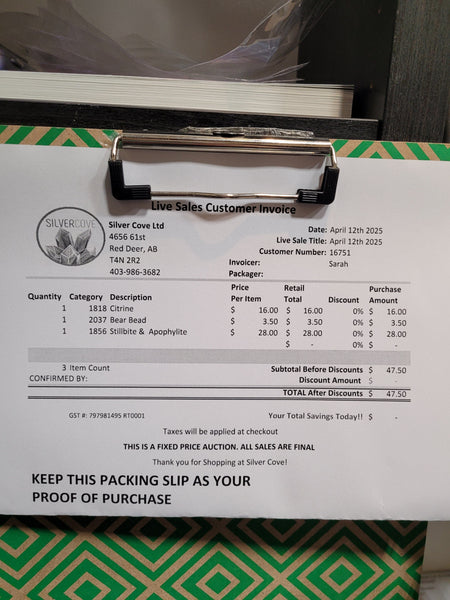 Live Sales Customer Invoice
SILVERCOVE
Silver Cove Ltd
4656 61st
Red Deer, AB
T4N 2R2
403-986-3682
Date: April 12th 2025
Live Sale Title: April 12th 2025
Customer Number: 16751
Invoicer: Sarah
Packager:
Quantity Category Description Price Per Item Retail Total Discount Purchase Amount
1 1818 Citrine $ 16.00 $ 16.00 0% $ 16.00
1 2037 Bear Bead $ 3.50 $ 3.50 0% $ 3.50
1 1856 Stillbite & Apophylite $ 28.00 $ 28.00 0% $ 28.00
$ - 0% $ -
3 Item Count Subtotal Before Discounts $ 47.50
CONFIRMED BY: Discount Amount $ -
TOTAL After Discounts $ 47.50
GST #: 797981495 RT0001 Your Total Savings Today!! $ -
Taxes will be applied at checkout
THIS IS A FIXED PRICE AUCTION. ALL SALES ARE FINAL
Thank you for Shopping at Silver Cove!
KEEP THIS PACKING SLIP AS YOUR
PROOF OF PURCHASE